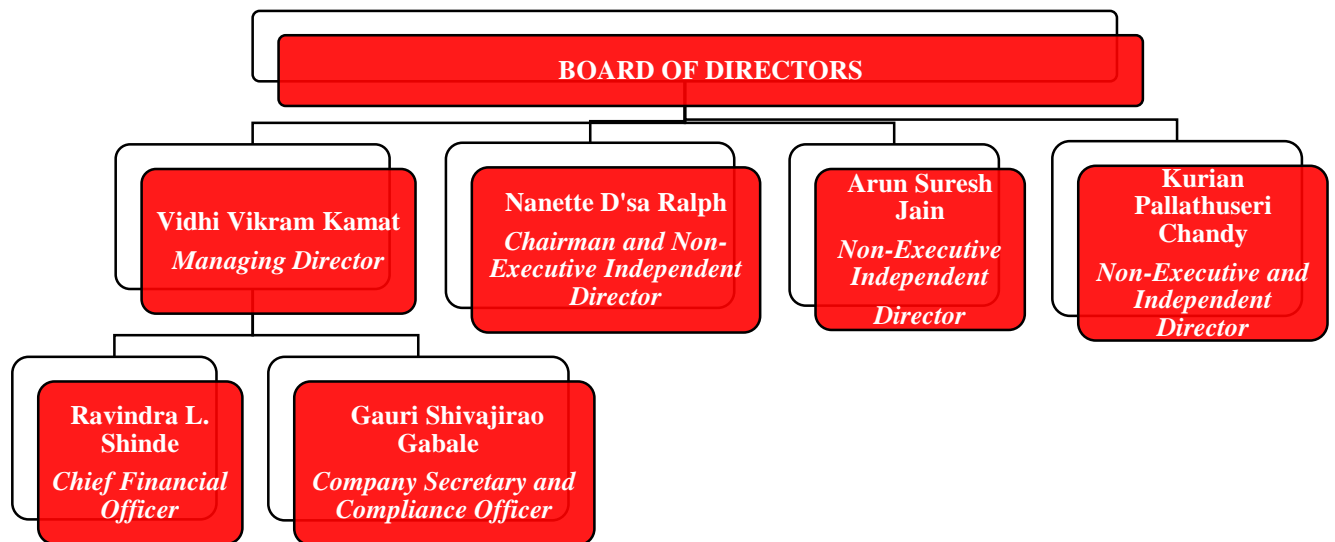 BOARD OF DIRECTORS
Vidhi Vikram Kamat
Managing Director
Nanette D'sa Ralph
Chairman and Non-
Executive Independent
Director
Arun Suresh
Jain
Non-Executive
Independent
Director
Kurian
Pallathuseri
Chandy
Non-Executive and
Independent
Director
Ravindra L.
Shinde
Chief Financial
Officer
Gauri Shivajirao
Gabale
Company Secretary and
Compliance Officer